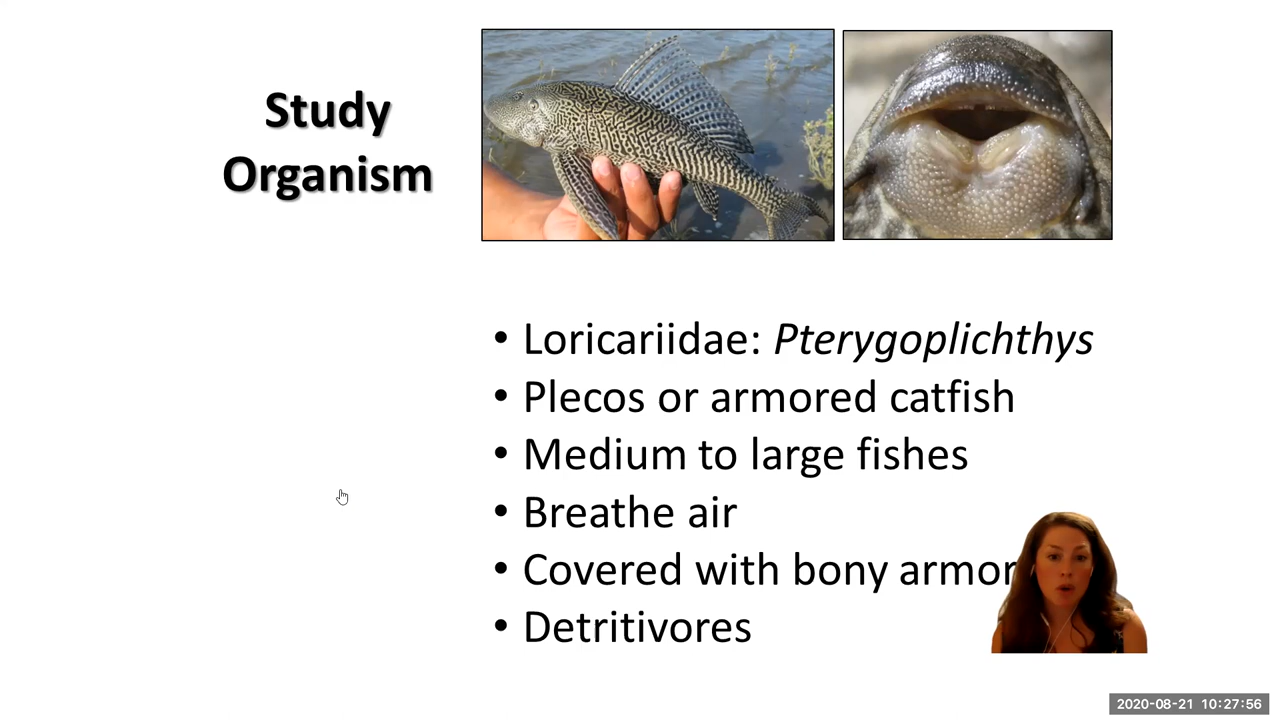 Study
Organism
• Loricariidae: Pterygoplichthys
• Plecos or armored catfish
• Medium to large fishes
• Breathe air
• Covered with bony armor
• Detritivores
2020-08-21 10:27:56